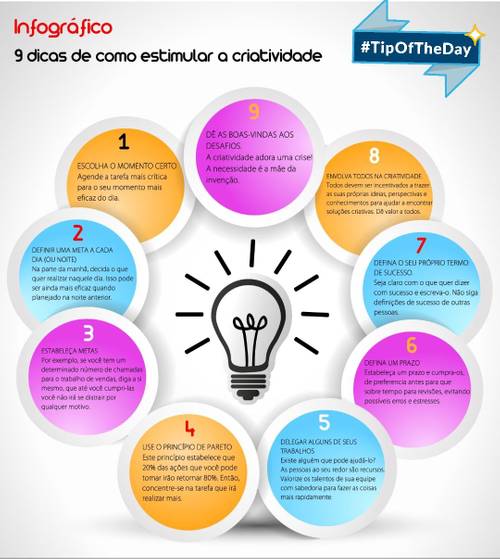 Infográfico
9 dicas de como estimular a criatividade
#TipOfTheDay
1
ESCOLHA O MOMENTO CERTO
Agende a tarefa mais crítica
para o seu momento mais
eficaz do dia.
2
DEFINIR UMA META A CADA
DIA (OU NOITE)
Na parte da manhã, decida o que
quer realizar naquele dia. Isso pode
ser ainda mais eficaz quando
planejado na noite anterior.
3
ESTABELEÇA METAS
Por exemplo, se você tem um
determinado número de chamadas
para o trabalho de vendas, diga a si
mesmo, que até você cumpri-las
você não irá se distrair por
qualquer motivo.
4
USE O PRINCÍPIO DE PARETO
Este princípio estabelece que
20% das ações que você pode
tomar irão retornar 80%. Então,
concentre-se na tarefa que irá
realizar mais.
5
DELEGAR ALGUNS DE SEUS
TRABALHOS
Existe alguém que pode ajudá-lo?
As pessoas ao seu redor são recursos.
Valorize os talentos de sua equipe
com sabedoria para fazer as coisas
mais rapidamente.
6
DEFINA UM PRAZO
Estabeleça um prazo e cumpra-os,
de preferencia antes para que
sobre tempo para revisões, evitando
possíveis erros e estresses.
7
DEFINA O SEU PRÓPRIO TERMO
DE SUCESSO.
Seja claro com o que quer dizer
com sucesso e escreva-o. Não siga
definições de sucesso de outras
pessoas.
8
ENVOLVA TODOS NA CRIATIVIDADE
Todos devem ser incentivados a trazer
as suas próprias ideias, perspectivas e
conhecimentos para ajudar a encontrar
soluções criativas. Dê valor a todos.
9
DÊ AS BOAS-VINDAS AOS
DESAFIOS.
A criatividade adora uma crise!
A necessidade é a mãe da
invenção.